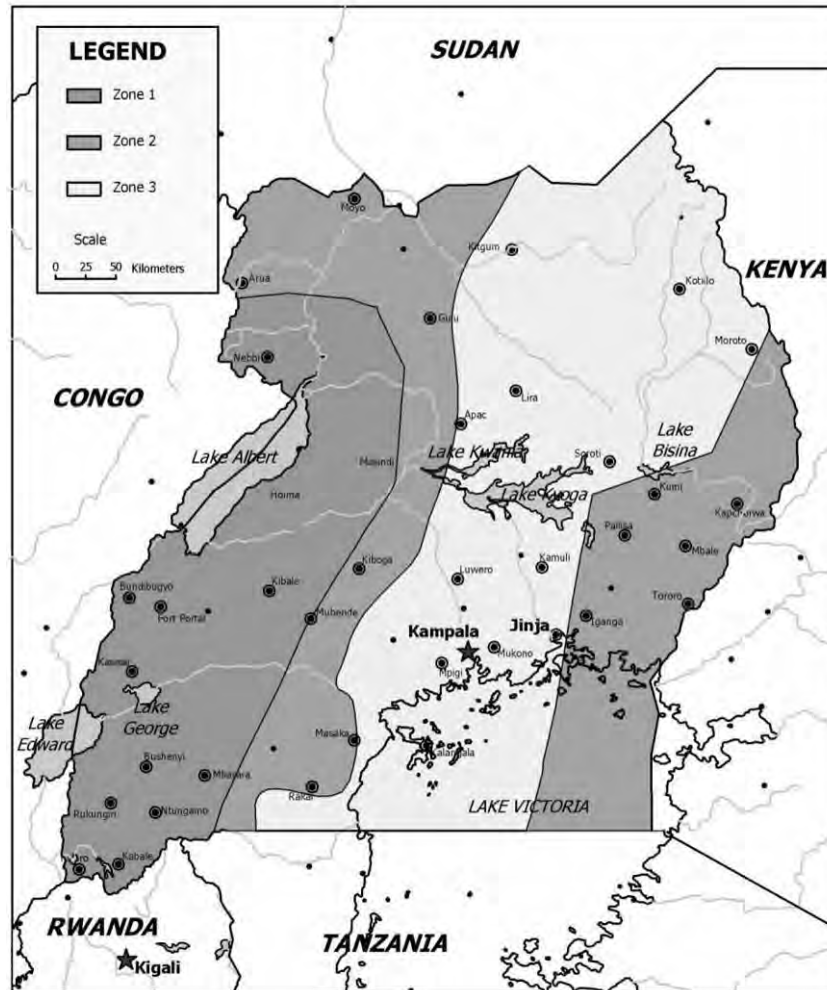 LEGEND
Zone 1
Zone 2
Zone 3
Scale
0 25 50 Kilometers
SUDAN
KENYA
CONGO
RWANDA
TANZANIA
Moyo
Arua
Kitgum
Gulu
Kotido
Moroto
Nebbi
Lira
Apac
Lake Albert
Masindi
Lake Kwania
Soroti
Lake
Bisina
Hoima
Lake Kyoga
Kumi
Kapchorwa
Pallisa
Mbale
Kiboga
Kamuli
Luwero
Bundibugyo
Kibale
Port Portal
Mubende
Tororo
Iganga
Kampala
Jinja
Mukono
Mpigi
Kasese
Lake
Edward
Lake
George
Masaka
Kalangala
Bushenyi
Mbarara
Rakai
Rukungiri
Ntungamo
LAKE VICTORIA
Kabale
Kigali